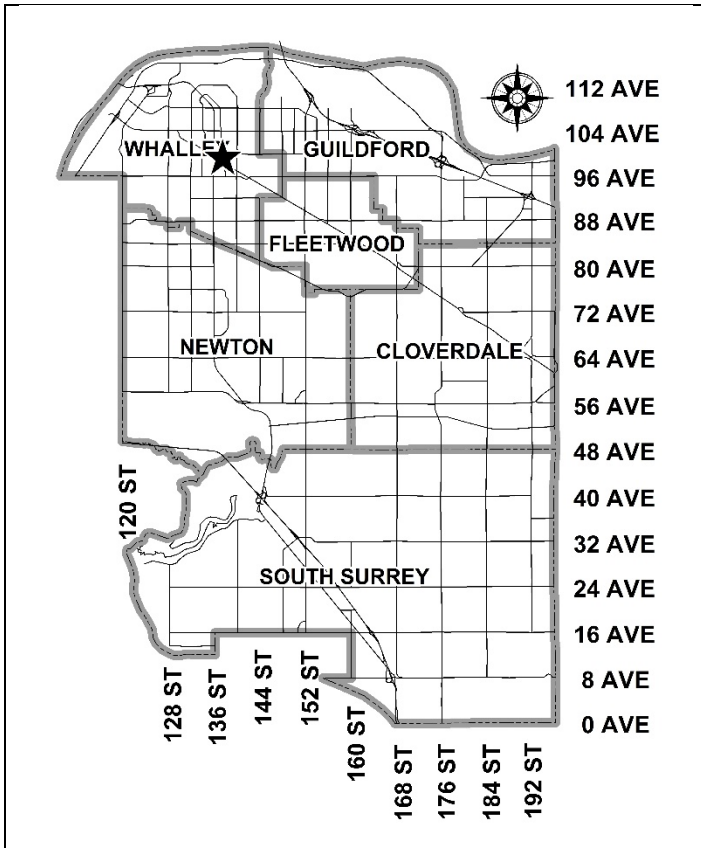 112 AVE
104 AVE
WHALLEY
GUILDFORD
96 AVE
88 AVE
FLEETWOOD
80 AVE
72 AVE
NEWTON
CLOVERDALE
64 AVE
56 AVE
48 AVE
120 ST
40 AVE
32 AVE
SOUTH SURREY
24 AVE
16 AVE
128 ST
136 ST
144 ST
152 ST
160 ST
8 AVE
0 AVE
168 ST
176 ST
184 ST
192 ST